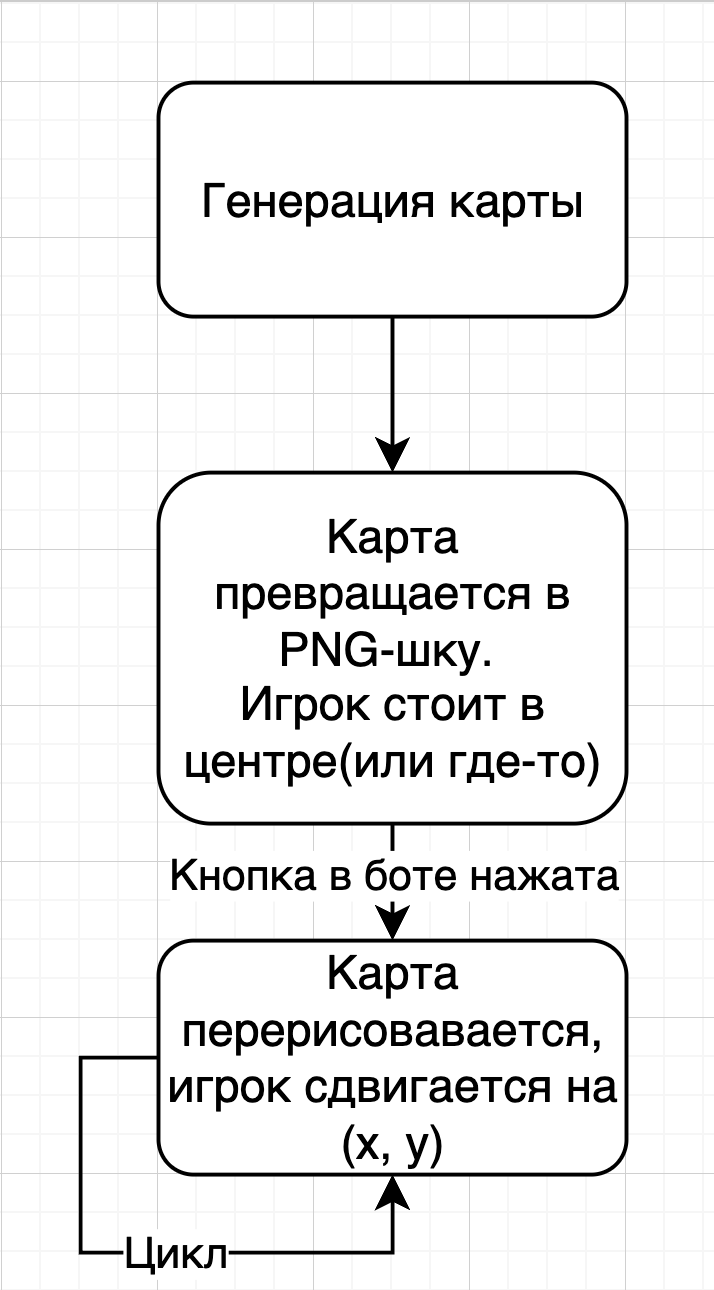 Генерация карты
Карта
превращается в
PNG-шку.
Игрок стоит в
центре(или где-то)
Кнопка в боте нажата
Карта
перерисовавается,
игрок сдвигается на
(x, y)
Цикл